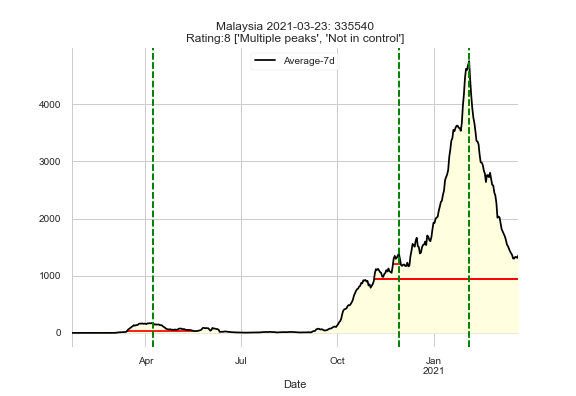 Malaysia 2021-03-23: 335540
Rating:8 ['Multiple peaks', 'Not in control']
Average-7d
4000
3000
2000
1000
0
Apr
Jul
Oct
Jan
2021
Date